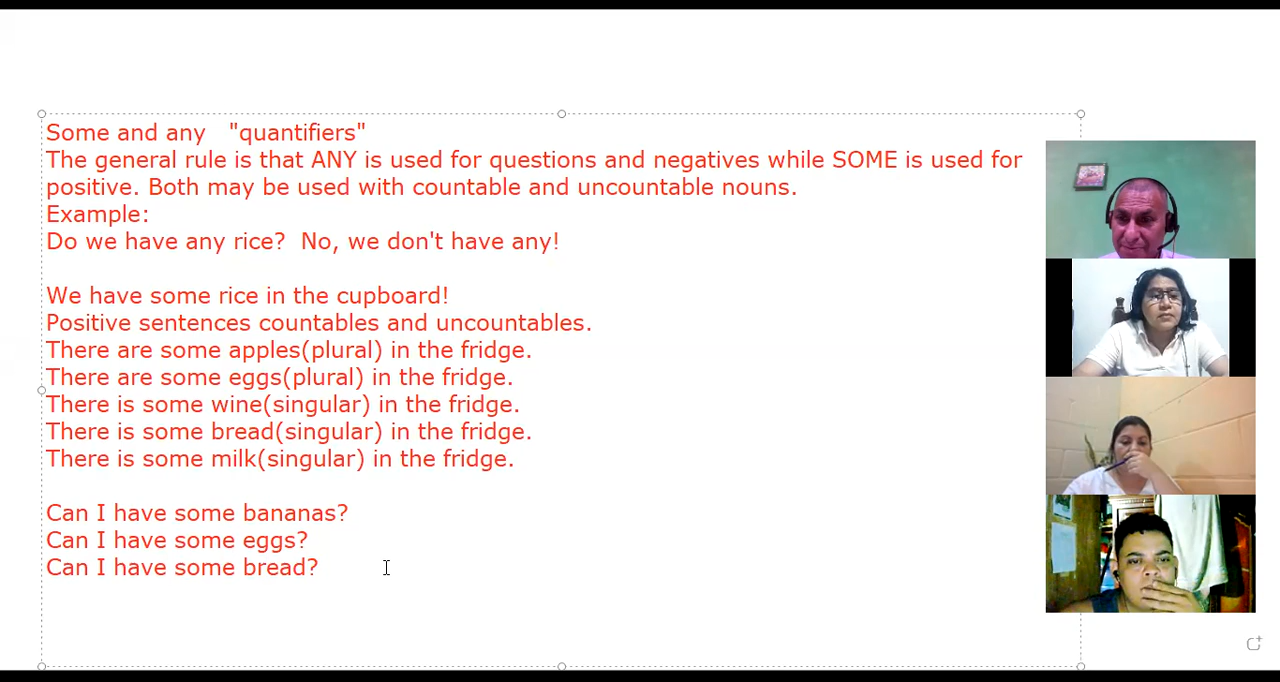 Some and any   "quantifiers"
The general rule is that ANY is used for questions and negatives while SOME is used for
positive. Both may be used with countable and uncountable nouns.
Example:
Do we have any rice?  No, we don't have any!
We have some rice in the cupboard!
Positive sentences countables and uncountables.
There are some apples(plural) in the fridge.
There are some eggs(plural) in the fridge.
There is some wine(singular) in the fridge.
There is some bread(singular) in the fridge.
There is some milk(singular) in the fridge.
Can I have some bananas?
Can I have some eggs?
Can I have some bread?